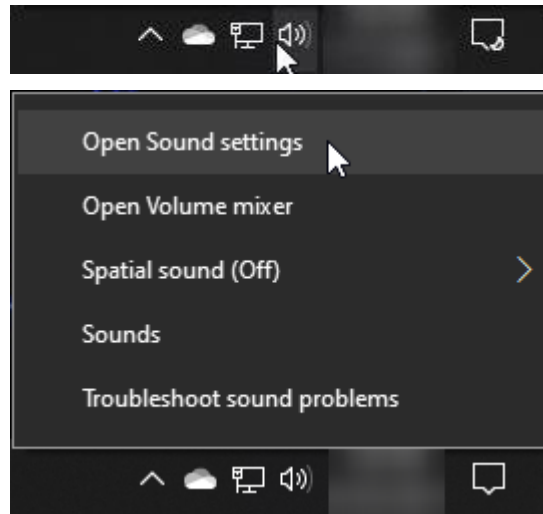 Open Sound settings
Open Volume mixer
Spatial sound (Off)
Sounds
Troubleshoot sound problems